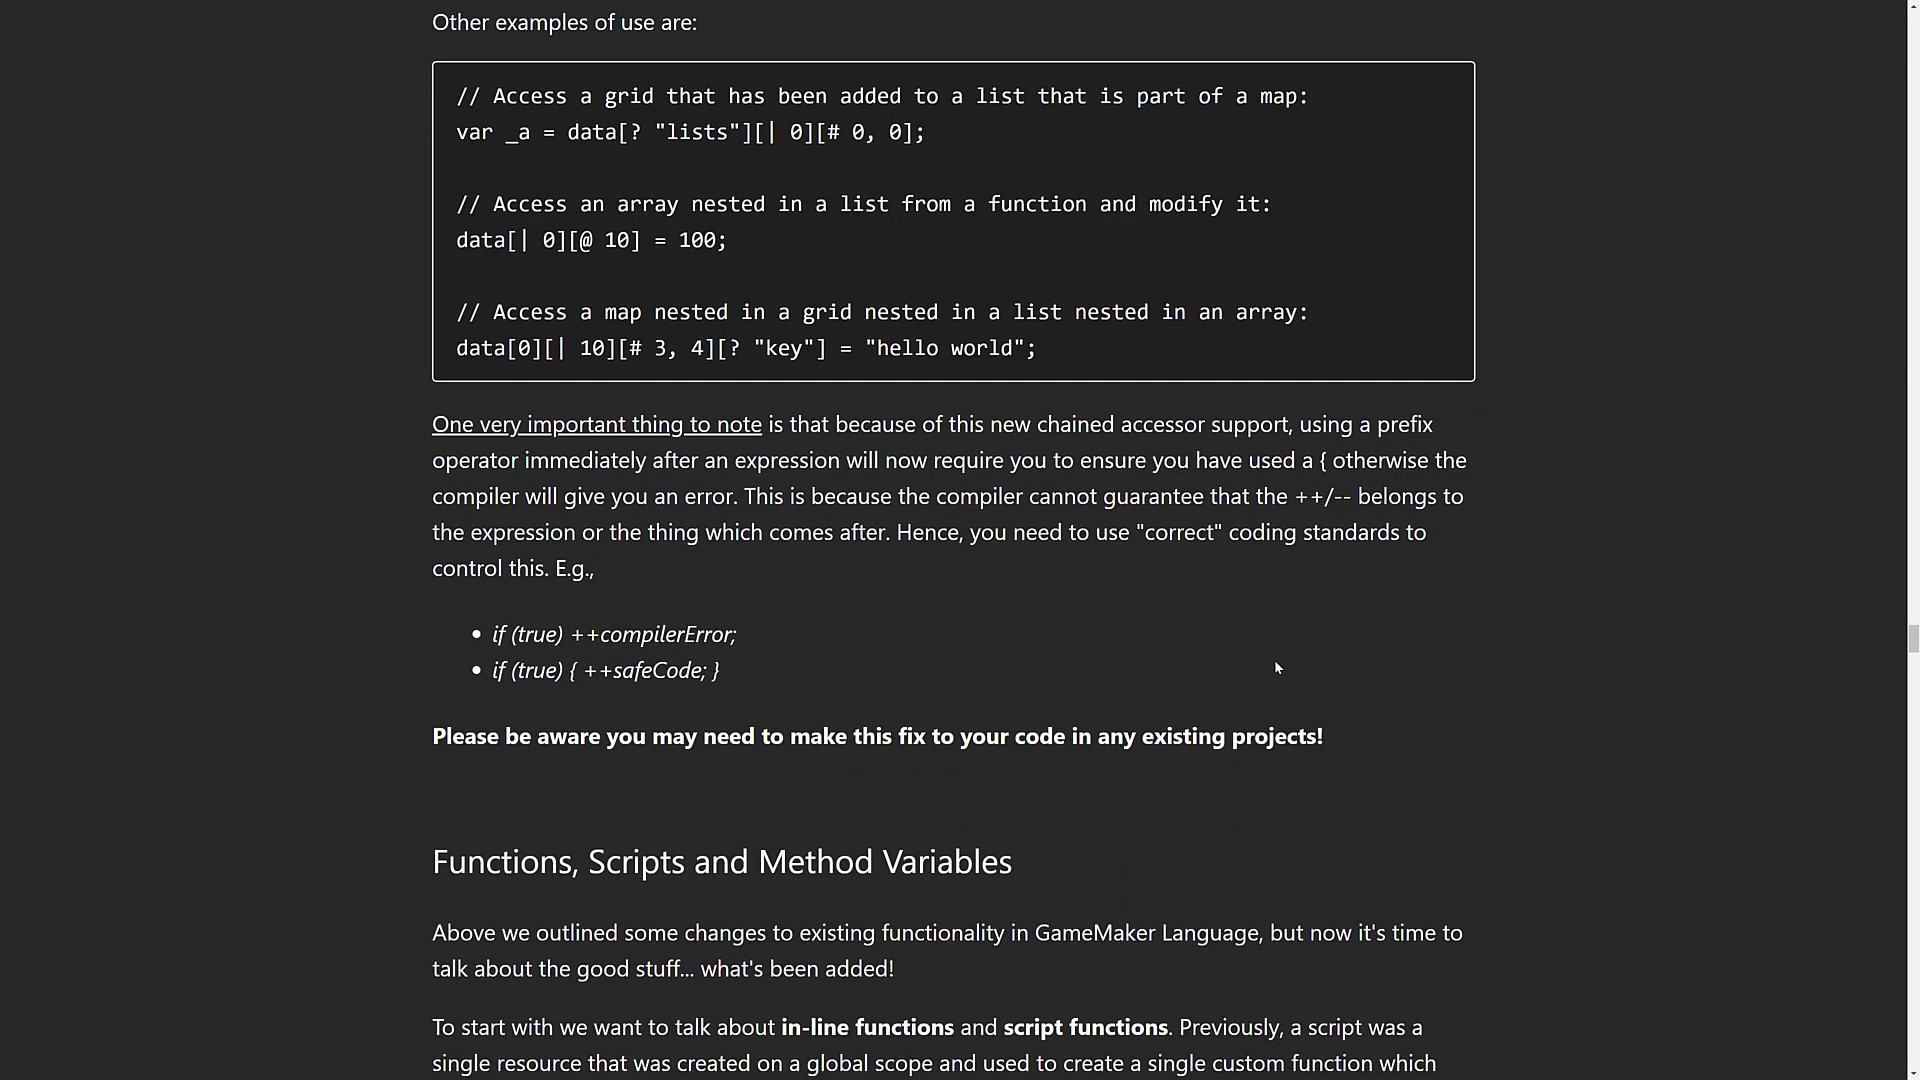 Other examples of use are:
// Access a grid that has been added to a list that is part of a map:
var _a = data[? "lists"][| 0][# 0, 0];
// Access an array nested in a list from a function and modify it:
data[| 0][@ 10] = 100;
// Access a map nested in a grid nested in a list nested in an array:
data[0][| 10][# 3, 4][? "key"] = "hello world";
One very important thing to note is that because of this new chained accessor support, using a prefix
operator immediately after an expression will now require you to ensure you have used a { otherwise the
compiler will give you an error. This is because the compiler cannot guarantee that the ++/-- belongs to
the expression or the thing which comes after. Hence, you need to use "correct" coding standards to
control this. E.g.,
• if (true) ++compilerError;
• if (true) { ++safeCode; }
Please be aware you may need to make this fix to your code in any existing projects!
Functions, Scripts and Method Variables
Above we outlined some changes to existing functionality in GameMaker Language, but now it's time to
talk about the good stuff... what's been added!
To start with we want to talk about in-line functions and script functions. Previously, a script was a
single resource that was created on a global scope and used to create a single custom function which